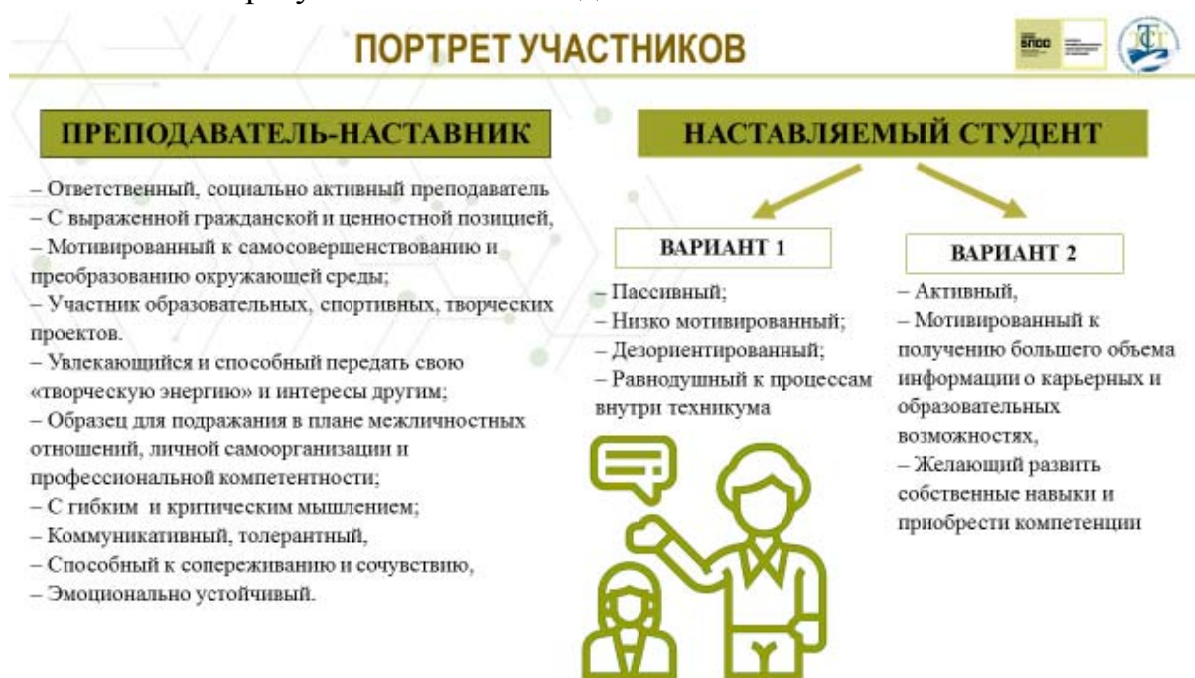 ПОРТРЕТ УЧАСТНИКОВ
БПОО
ПРЕПОДАВАТЕЛЬ-НАСТАВНИК
– Ответственный, социально активный преподаватель
– С выраженной гражданской и ценностной позицией,
– Мотивированный к самосовершенствованию и
преобразованию окружающей среды;
– Участник образовательных, спортивных, творческих
проектов.
– Увлекающийся и способный передать свою
«творческую энергию» и интересы другим;
– Образец для подражания в плане межличностных
отношений, личной самоорганизации и
профессиональной компетентности;
– С гибким и критическим мышлением;
– Коммуникативный, толерантный,
– Способный к сопереживанию и сочувствию,
– Эмоционально устойчивый.
НАСТАВЛЯЕМЫЙ СТУДЕНТ
ВАРИАНТ 1
– Пассивный;
– Низко мотивированный;
– Дезориентированный;
– Равнодушный к процессам
внутри техникума
ВАРИАНТ 2
– Активный,
– Мотивированный к
получению большего объема
информации о карьерных и
образовательных
возможностях,
– Желающий развить
собственные навыки и
приобрести компетенции